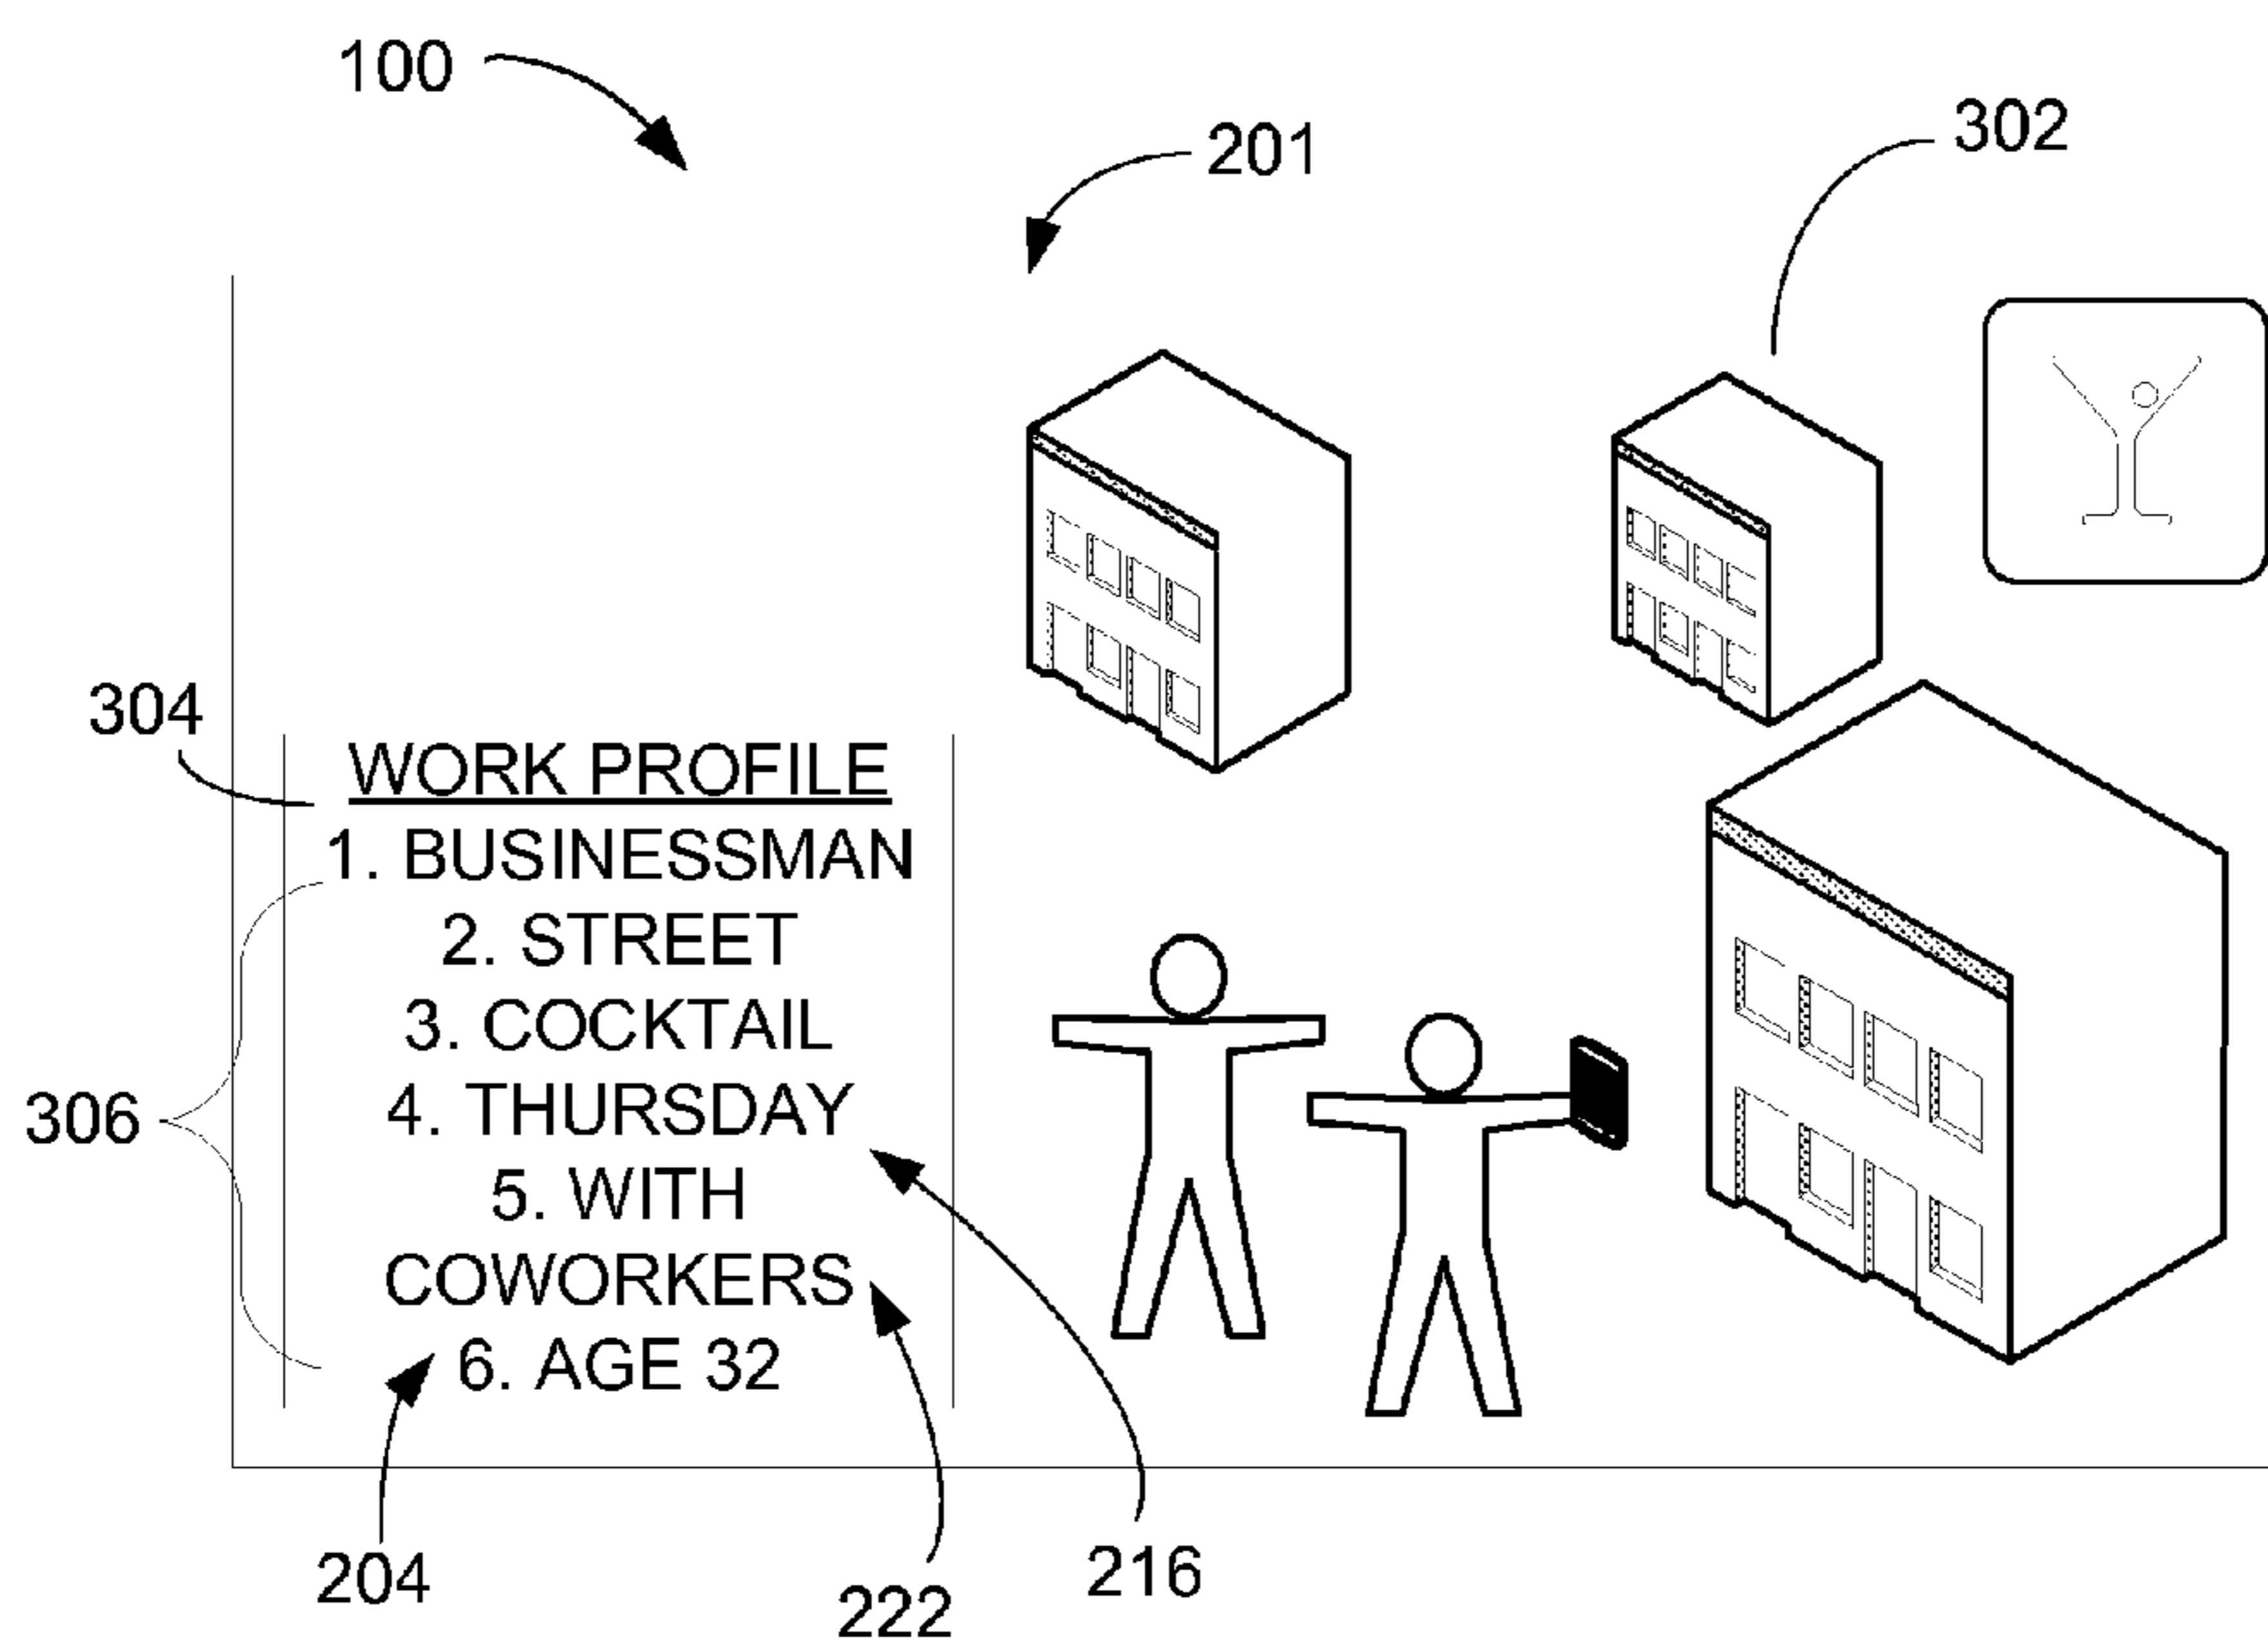 100
201
302
304
WORK PROFILE
1. BUSINESSMAN
2. STREET
3. COCKTAIL
4. THURSDAY
306
5. WITH
COWORKERS
6. AGE 32
204
222
216